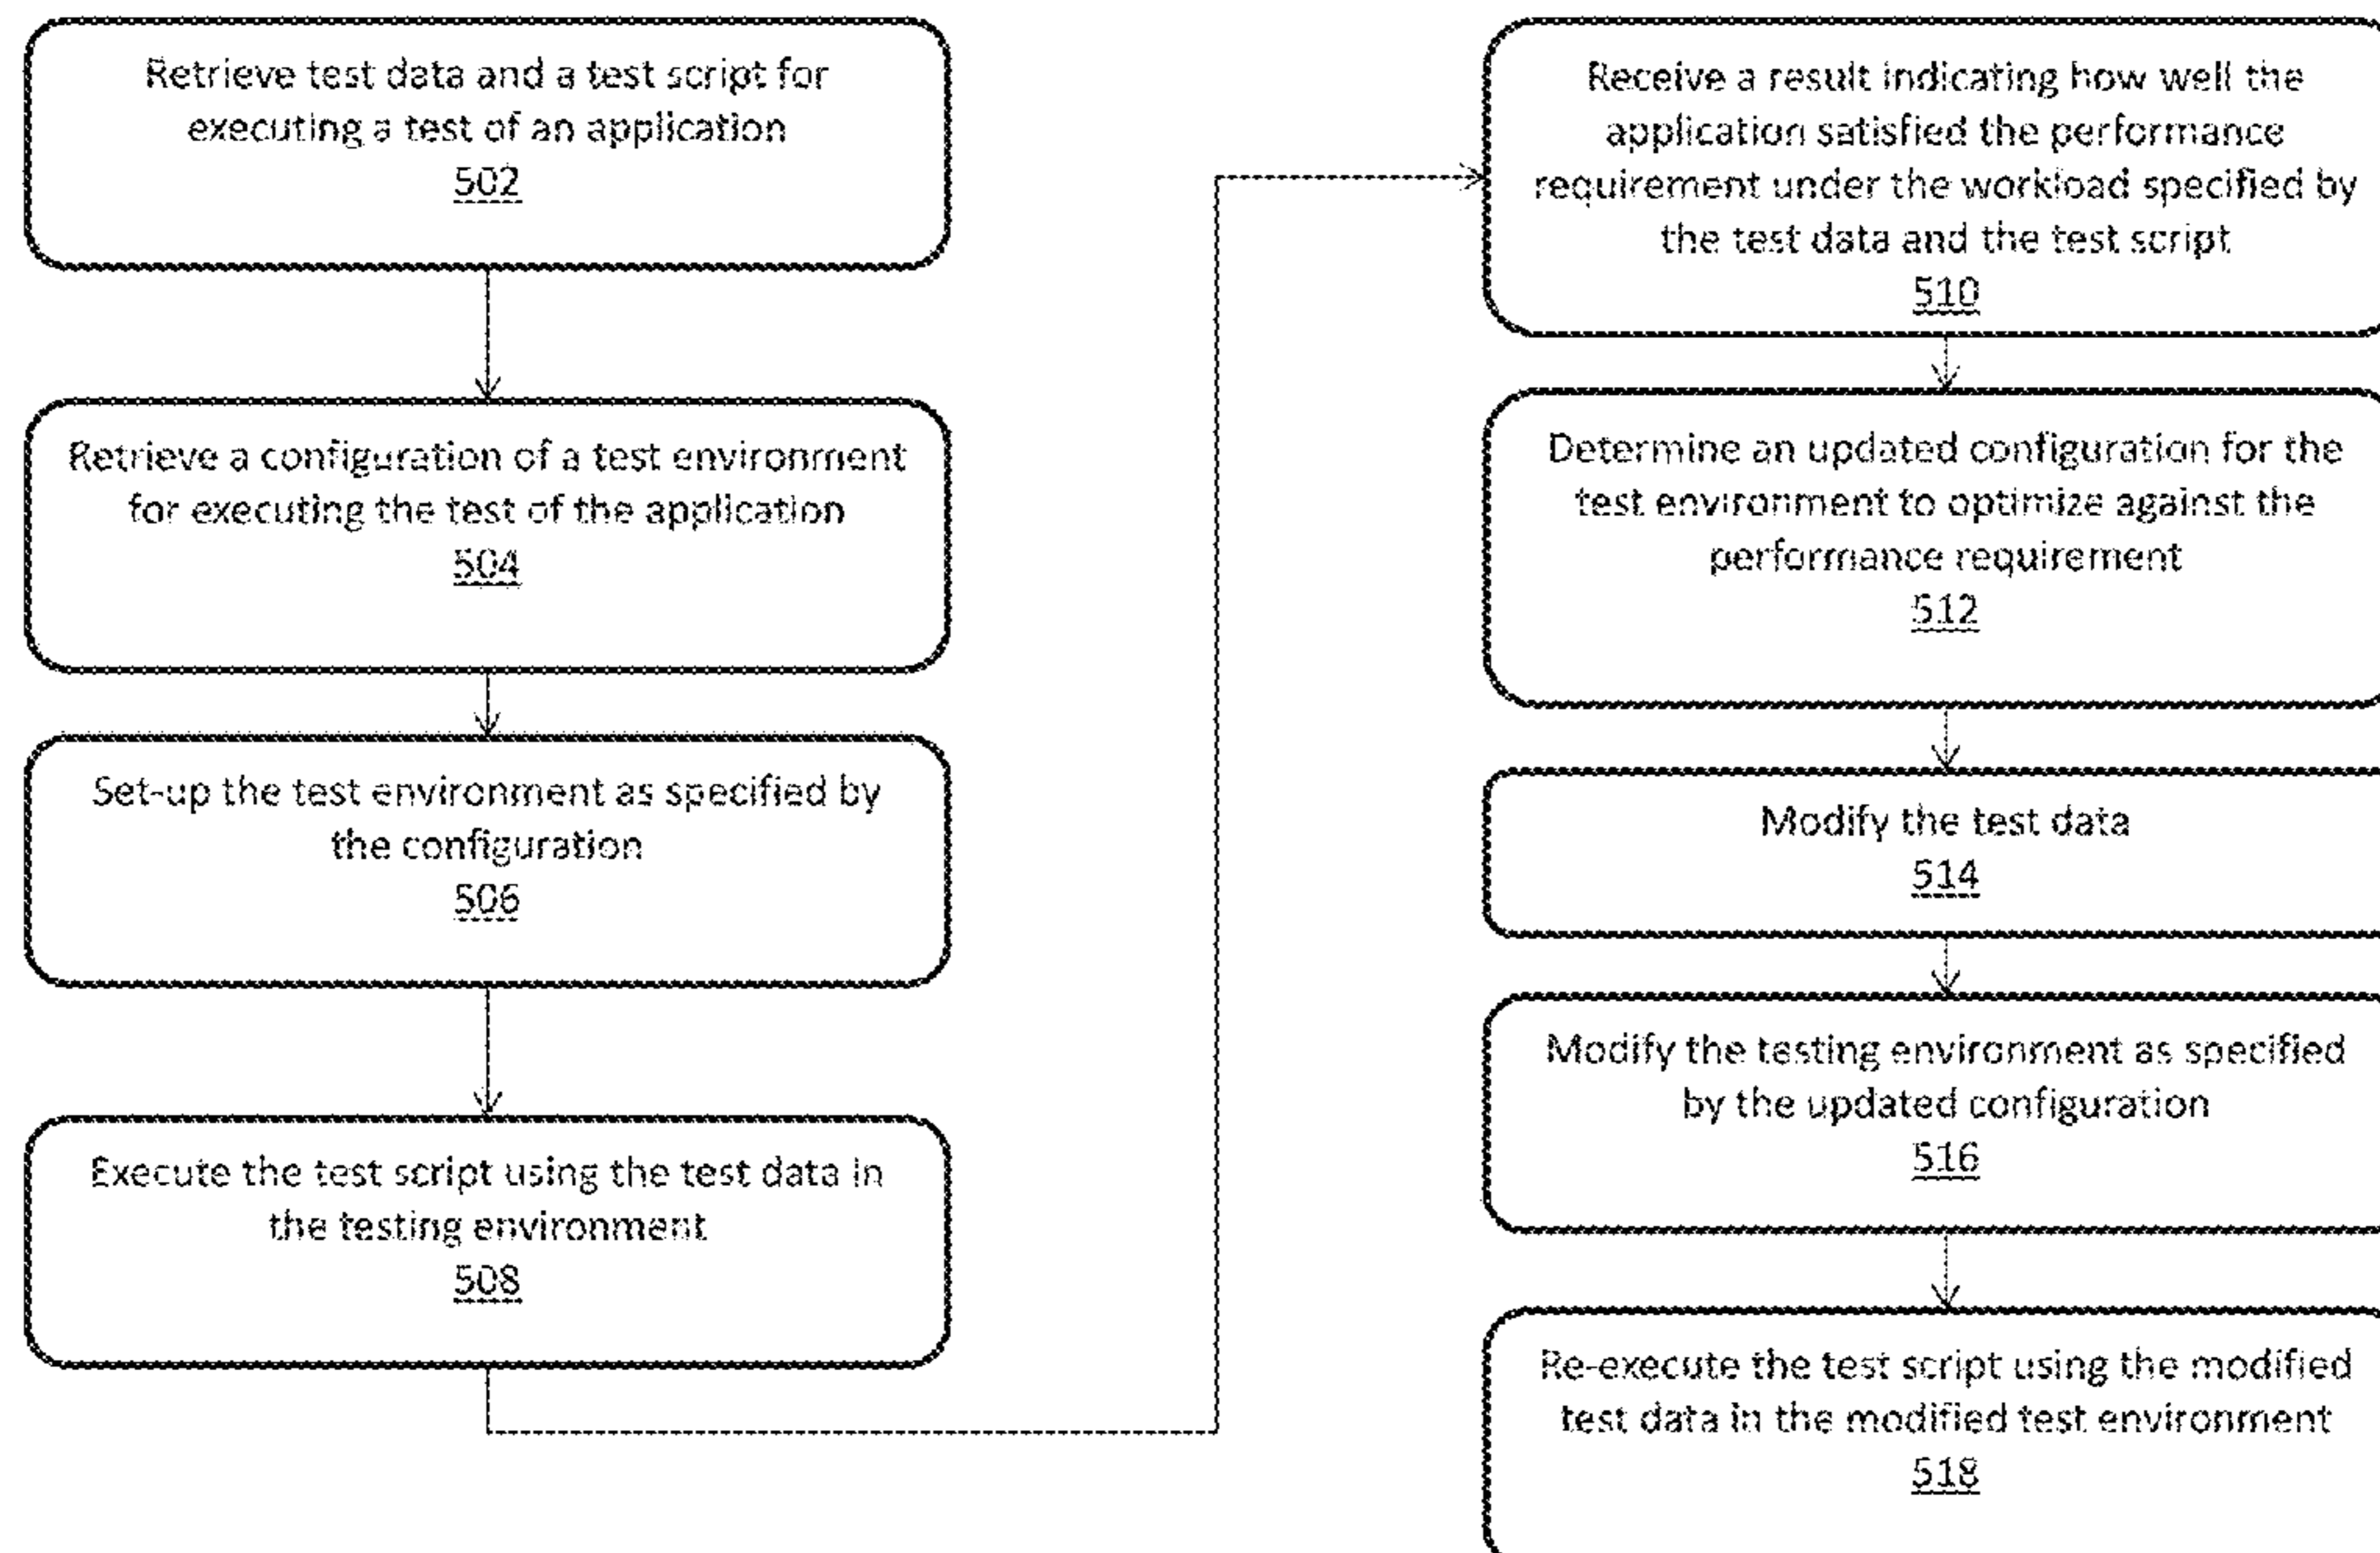 Retrieve test data and a test script for
executing a test of an application
502
Retrieve a configuration of a test environment
for executing the test of the application
504
Set-up the test environment as specified by
the configuration
506
Execute the test script using the test data in
the testing environment
508
Receive a result indicating how well the
application satisfied the performance
requirement under the workload specified by
the test data and the test script
510
Determine an updated configuration for the
test environment to optimize against the
performance requirement
512
Modify the test data
514
Modify the testing environment as specified
by the updated configuration
516
Re-execute the test script using the modified
test data in the modified test environment
518